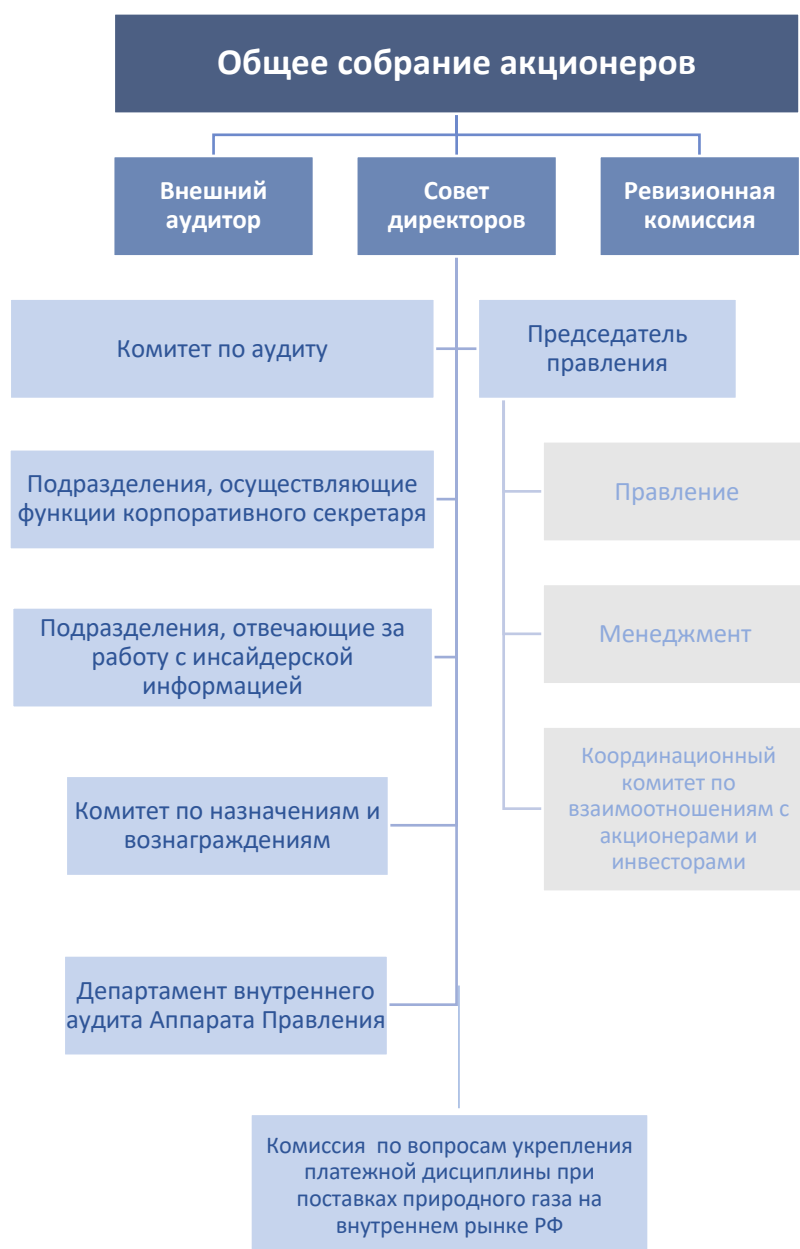 Общее собрание акционеров
Внешний
аудитор
Совет
директоров
Ревизионная
комиссия
Комитет по аудиту
Председатель
правления
Подразделения, осуществляющие
функции корпоративного секретаря
Правление
Подразделения, отвечающие за
работу с инсайдерской
информацией
Менеджмент
Комитет по назначениям и
вознаграждениям
Координационный
комитет по
взаимоотношениям с
акционерами и
инвесторами
Департамент внутреннего
аудита Аппарата Правления
Комиссия по вопросам укрепления
платежной дисциплины при
поставках природного газа на
внутреннем рынке РФ